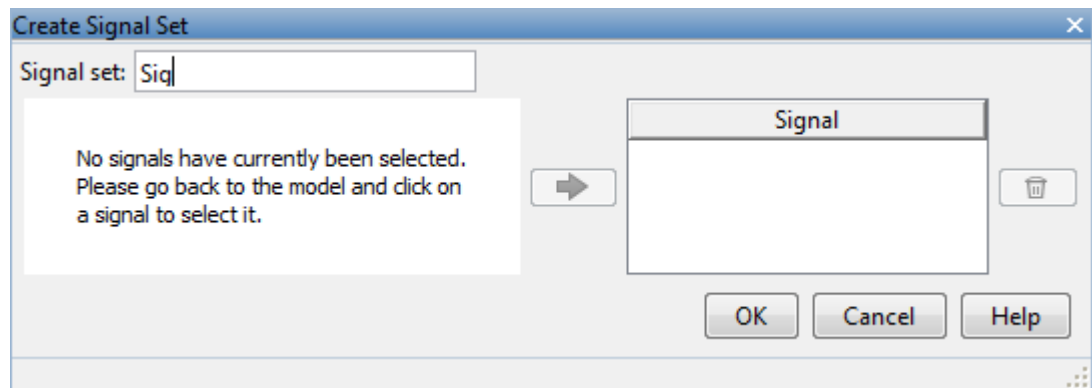 Create Signal Set
Signal set: Sig
No signals have currently been selected.
Please go back to the model and click on
a signal to select it.
Signal
OK Cancel Help